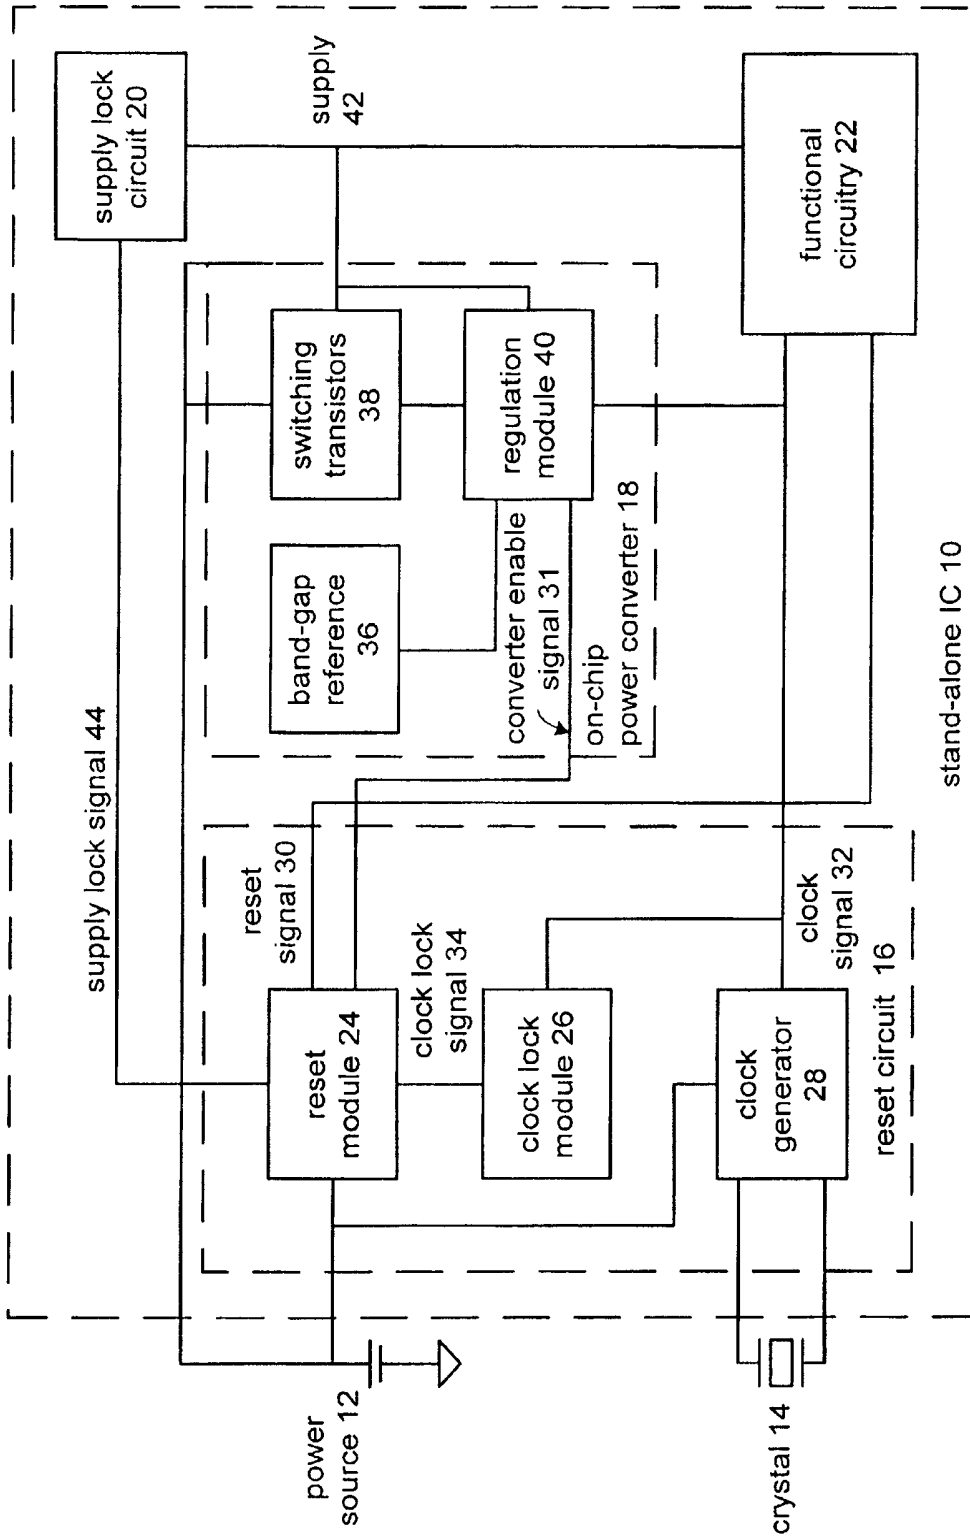 supply lock
circuit 20
supply
42
functional
circuitry 22
switching
transistors
38
regulation
module 40
band-gap
reference
36
converter enable
signal 31
on-chip
power converter 18
supply lock signal 44
reset
signal 30
reset
module 24
clock lock
signal 34
clock lock
module 26
clock
signal 32
clock
generator
28
reset circuit 16
power
source 12
crystal 14
stand-alone IC 10